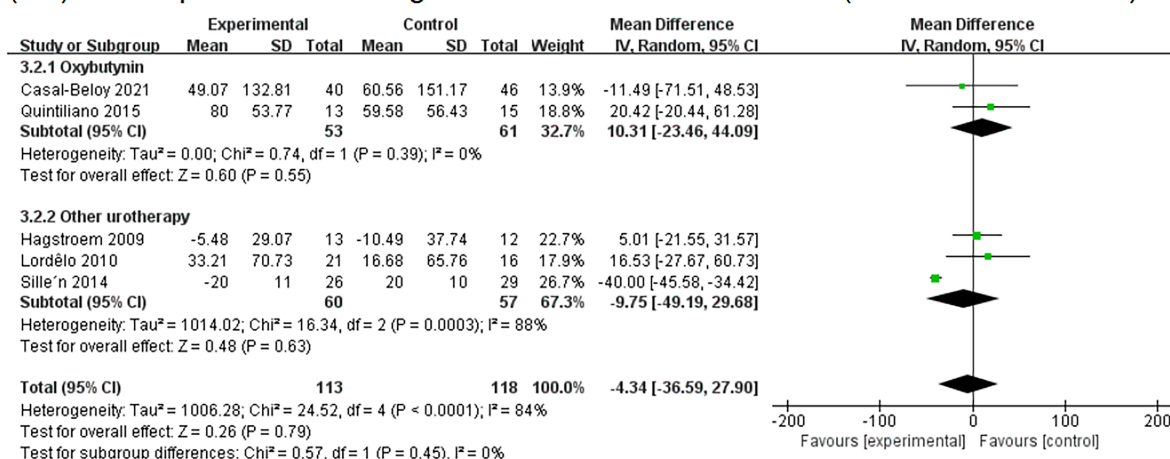 Experimental Control Mean Difference Mean Difference
Study or Subgroup Mean SD Total Mean SD Total Weight IV, Random, 95% CI IV, Random, 95% CI
3.2.1 Oxybutynin
Casal-Beloy 2021 49.07 132.81 40 60.56 151.17 46 13.9% -11.49 [-71.51, 48.53]
Quintiliano 2015 80 53.77 13 59.58 56.43 15 18.8% 20.42 [-20.44, 61.28]
Subtotal (95% CI) 53 61 32.7% 10.31 [-23.46, 44.09]
Heterogeneity: Tau² = 0.00; Chi² = 0.74, df = 1 (P = 0.39); I² = 0%
Test for overall effect: Z = 0.60 (P = 0.55)
3.2.2 Other urotherapy
Hagstroem 2009 -5.48 29.07 13 -10.49 37.74 12 22.7% 5.01 [-21.55, 31.57]
Lordêlo 2010 33.21 70.73 21 16.68 65.76 16 17.9% 16.53 [-27.67, 60.73]
Sille´n 2014 -20 11 26 20 10 29 26.7% -40.00 [-45.58, -34.42]
Subtotal (95% CI) 60 57 67.3% -9.75 [-49.19, 29.68]
Heterogeneity: Tau² = 1014.02; Chi² = 16.34, df = 2 (P = 0.0003); I² = 88%
Test for overall effect: Z = 0.48 (P = 0.63)
Total (95% CI) 113 118 100.0% -4.34 [-36.59, 27.90]
Heterogeneity: Tau² = 1006.28; Chi² = 24.52, df = 4 (P < 0.0001); I² = 84%
Test for overall effect: Z = 0.26 (P = 0.79)
Test for subgroup differences: Chi² = 0.57, df = 1 (P = 0.45), I² = 0%
-200 -100 0 100 200
Favours [experimental] Favours [control]